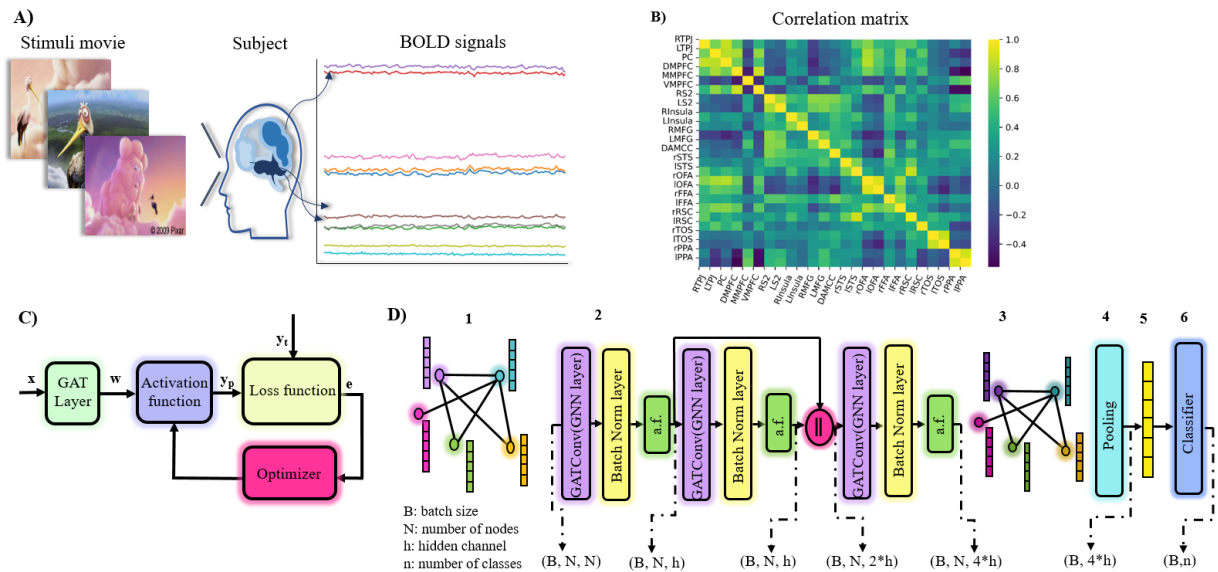 A)
Stimuli movie
Subject
BOLD signals
© 2009 Pixar
B)
Correlation matrix
RTPJ
LTPJ
PC
DMPFC
MMPFC
VMPFC
RS2
LS2
RInsula
LInsula
RMFG
LMFG
DAMCC
rSTS
lSTS
rOFA
lOFA
rFFA
lFFA
rRSC
lRSC
rTOS
lTOS
rPPA
lPPA
RTPJ
LTPJ
PC
DMPFC
MMPFC
VMPFC
RS2
LS2
RInsula
LInsula
RMFG
LMFG
DAMCC
rSTS
lSTS
rOFA
lOFA
rFFA
lFFA
rRSC
lRSC
rTOS
lTOS
rPPA
lPPA
1.0
0.8
0.6
0.4
0.2
0.0
−0.2
−0.4
C)
x
GAT
Layer
w
Activation
function
yp
yt
Loss function
e
Optimizer
D)
1
2
3
4
5
6
GATConv(GNN layer)
Batch Norm layer
a.f.
GATConv(GNN layer)
Batch Norm layer
a.f.
||
GATConv(GNN layer)
Batch Norm layer
a.f.
Pooling
Classifier
B: batch size
N: number of nodes
h: hidden channel
n: number of classes
(B, N, N)
(B, N, h)
(B, N, h)
(B, N, 2*h)
(B, N, 4*h)
(B, 4*h)
(B,n)